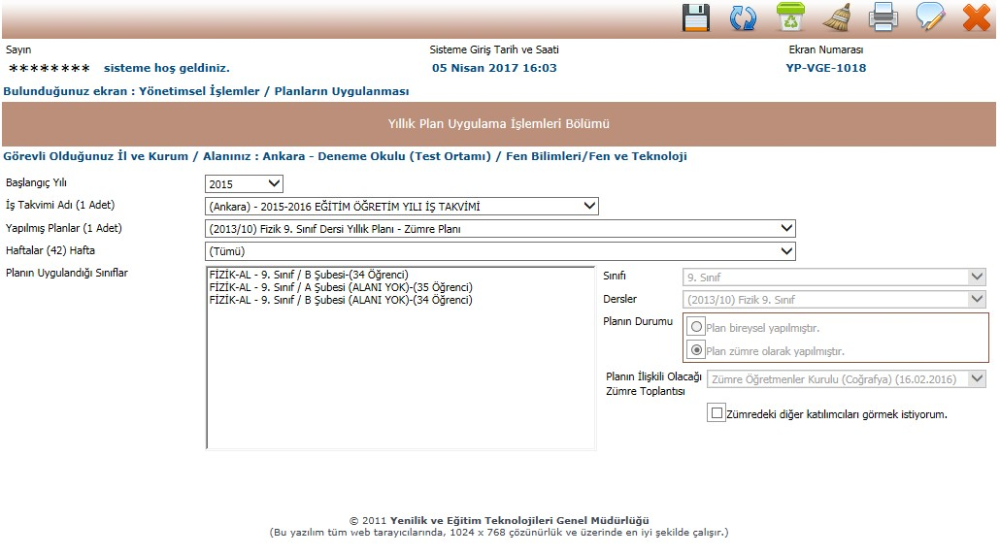 Sayın
Sisteme Giriş Tarih ve Saati
Ekran Numarası
******** sisteme hoş geldiniz.
05 Nisan 2017 16:03
YP-VGE-1018
Bulunduğunuz ekran : Yönetimsel İşlemler / Planların Uygulanması
Yıllık Plan Uygulama İşlemleri Bölümü
Görevli Olduğunuz İl ve Kurum / Alanınız : Ankara - Deneme Okulu (Test Ortamı) / Fen Bilimleri/Fen ve Teknoloji
Başlangıç Yılı
2015
İş Takvimi Adı (1 Adet)
(Ankara) - 2015-2016 EĞİTİM ÖĞRETİM YILI İŞ TAKVİMİ
Yapılmış Planlar (1 Adet)
(2013/10) Fizik 9. Sınıf Dersi Yıllık Planı - Zümre Planı
Haftalar (42) Hafta
(Tümü)
Planın Uygulandığı Sınıflar
FİZİK-AL - 9. Sınıf / B Şubesi-(34 Öğrenci)
FİZİK-AL - 9. Sınıf / A Şubesi (ALANI YOK)-(35 Öğrenci)
FİZİK-AL - 9. Sınıf / B Şubesi (ALANI YOK)-(34 Öğrenci)
Sınıfı
9. Sınıf
Dersler
(2013/10) Fizik 9. Sınıf
Planın Durumu
Plan bireysel yapılmıştır.
Plan zümre olarak yapılmıştır.
Planın İlişkili Olacağı
Zümre Toplantısı
Zümre Öğretmenler Kurulu (Coğrafya) (16.02.2016)
Zümredeki diğer katılımcıları görmek istiyorum.
© 2011 Yenilik ve Eğitim Teknolojileri Genel Müdürlüğü
(Bu yazılım tüm web tarayıcılarında, 1024 x 768 çözünürlük ve üzerinde en iyi şekilde çalışır.)